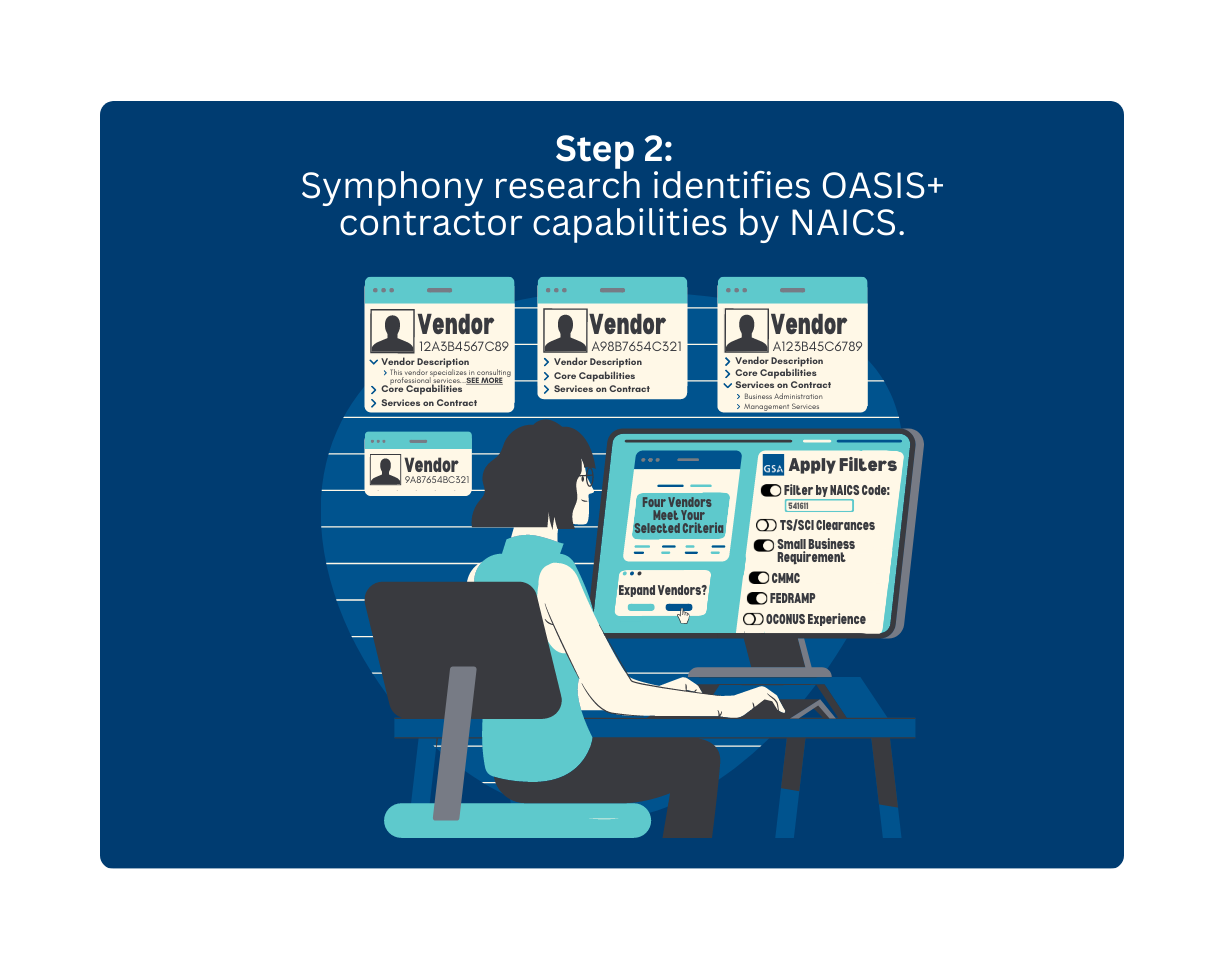 Step 2:
Symphony research identifies OASIS+
contractor capabilities by NAICS.
Vendor
12A3B4567C89
Vendor Description
This vendor specializes in consulting
professional services...SEE MORE
Core Capabilities
Services on Contract
Vendor
A98B7654C321
Vendor Description
Core Capabilities
Services on Contract
Vendor
A123B45C6789
Vendor Description
Core Capabilities
Services on Contract
Business Administration
Management Services
Vendor
9A87654BC321
Four Vendors
Meet Your
Selected Criteria
Expand Vendors?
GSA
Apply Filters
Filter by NAICS Code:
541611
TS/SCI Clearances
Small Business
Requirement
CMMC
FEDRAMP
OCONUS Experience